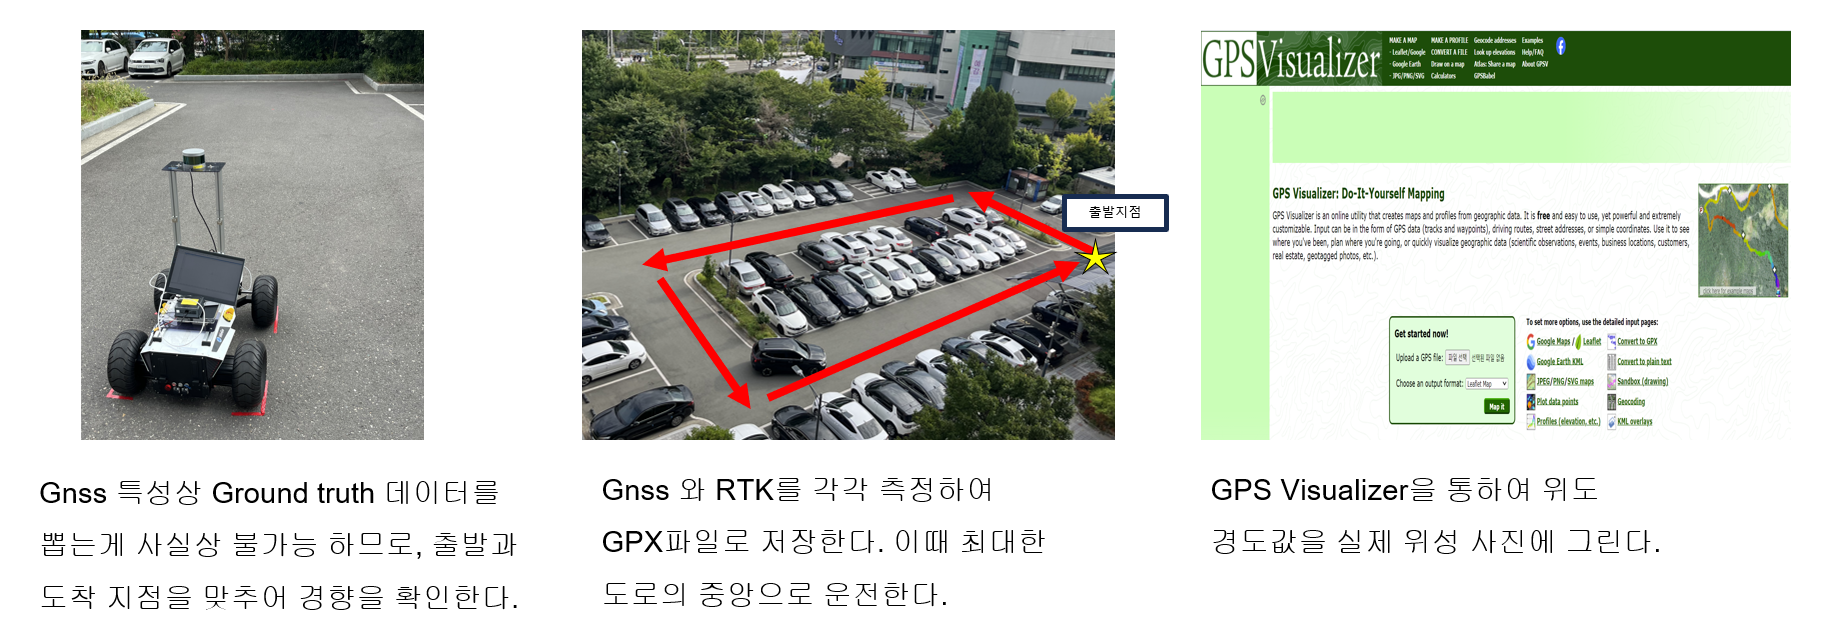 출발지점
GPSVisualizer
MAKE A MAP
- Leaflet/Google
- Google Earth
- JPG/PNG/SVG
MAKE A PROFILE
CONVERT A FILE
Draw on a map
Calculators
Geocode addresses
Look up elevations
Atlas: Share a map
GPSBabel
Examples
Help/FAQ
About GPSV
GPS Visualizer: Do-It-Yourself Mapping
GPS Visualizer is an online utility that creates maps and profiles from geographic data. It is free and easy to use, yet powerful and extremely
customizable. Input can be in the form of GPS data (tracks and waypoints), driving routes, street addresses, or simple coordinates. Use it to see
where you've been, plan where you're going, or quickly visualize geographic data (scientific observations, events, business locations, customers,
real estate, geotagged photos, etc.).
click here for example maps
Get started now!
Upload a GPS file: 파일 선택 선택된 파일 없음
Choose an output format: Leaflet Map
Map it
To set more options, use the detailed input pages:
Google Maps / Leaflet
Google Earth KML
JPEG/PNG/SVG maps
Plot data points
Profiles (elevation, etc.)
Convert to GPX
Convert to plain text
Sandbox (drawing)
Geocoding
KML overlays
Gnss 특성상 Ground truth 데이터를
뽑는게 사실상 불가능 하므로, 출발과
도착 지점을 맞추어 경향을 확인한다.
Gnss 와 RTK를 각각 측정하여
GPX파일로 저장한다. 이때 최대한
도로의 중앙으로 운전한다.
GPS Visualizer을 통하여 위도
경도값을 실제 위성 사진에 그린다.